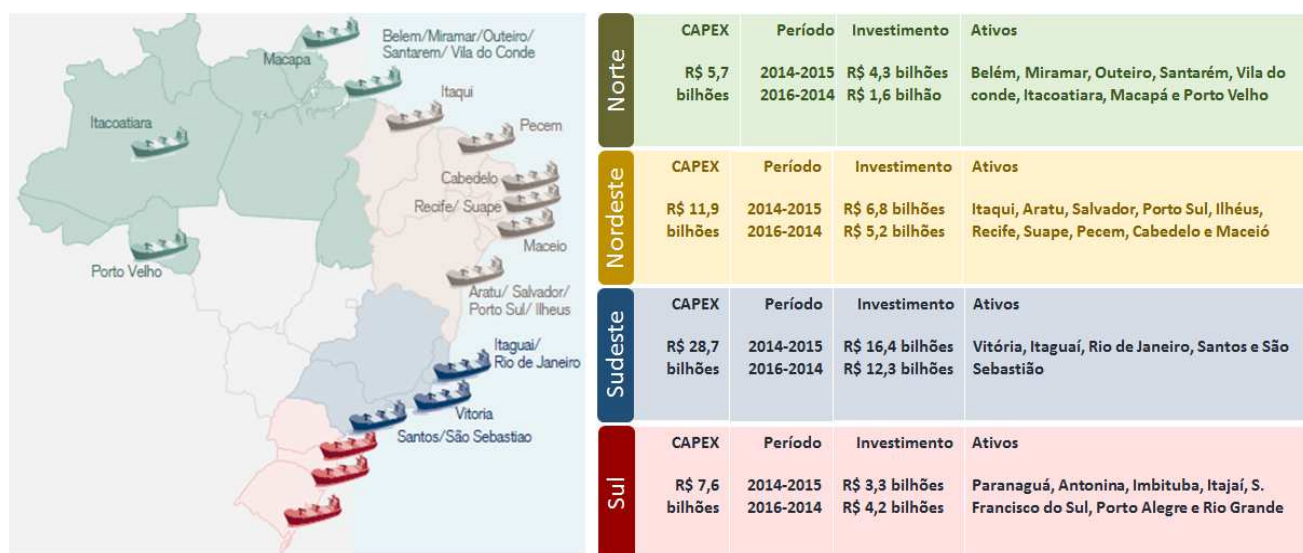 Belem/Miramar/Outeiro/
Santarem/ Vila do Conde
Macapa
Itaqui
Itacoatiara
Pecem
Cabedelo
Recife/ Suape
Maceio
Porto Velho
Aratu/ Salvador/
Porto Sul/ Ilheus
Itaguai/
Rio de Janeiro
Vitoria
Santos/São Sebastiao
Norte
CAPEX Período Investimento Ativos
R$ 5,7 2014-2015 R$ 4,3 bilhões Belém, Miramar, Outeiro, Santarém, Vila do
bilhões 2016-2014 R$ 1,6 bilhão conde, Itacoatiara, Macapá e Porto Velho
Nordeste
CAPEX Período Investimento Ativos
R$ 11,9 2014-2015 R$ 6,8 bilhões Itaqui, Aratu, Salvador, Porto Sul, Ilhéus,
bilhões 2016-2014 R$ 5,2 bilhões Recife, Suape, Pecem, Cabedelo e Maceió
Sudeste
CAPEX Período Investimento Ativos
R$ 28,7 2014-2015 R$ 16,4 bilhões Vitória, Itaguaí, Rio de Janeiro, Santos e São
bilhões 2016-2014 R$ 12,3 bilhões Sebastião
Sul
CAPEX Período Investimento Ativos
R$ 7,6 2014-2015 R$ 3,3 bilhões Paranaguá, Antonina, Imbituba, Itajaí, S.
bilhões 2016-2014 R$ 4,2 bilhões Francisco do Sul, Porto Alegre e Rio Grande